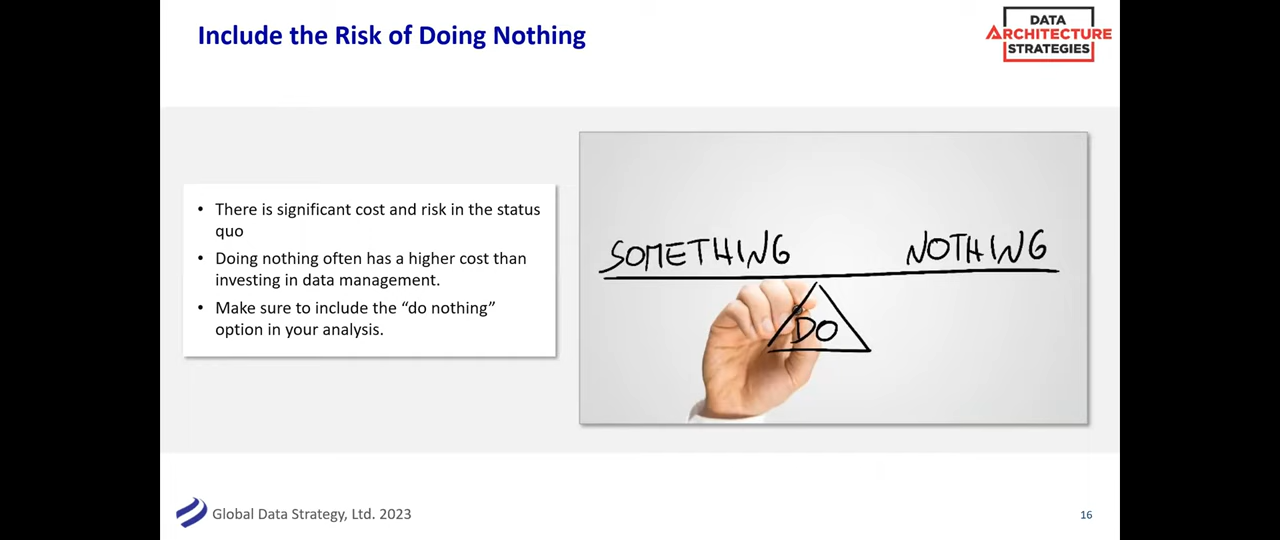 Include the Risk of Doing Nothing
DATA
ARCHITECTURE
STRATEGIES
• There is significant cost and risk in the status
quo
• Doing nothing often has a higher cost than
investing in data management.
• Make sure to include the “do nothing”
option in your analysis.
SOMETHING NOTHING
DO
Global Data Strategy, Ltd. 2023
16